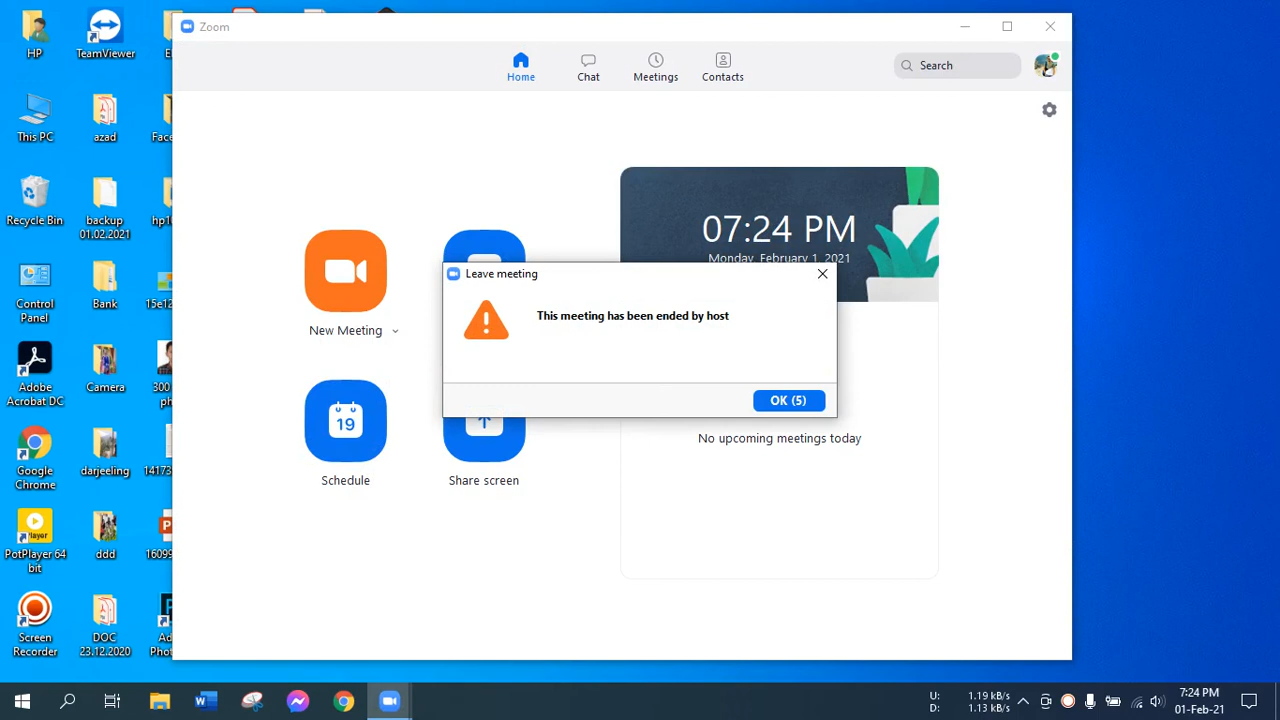 HP
TeamViewer
This PC
azad
Recycle Bin
backup
01.02.2021
Control
Panel
Bank
Adobe
Acrobat DC
Camera
Google
Chrome
darjeeling
PotPlayer 64
bit
ddd
Screen
Recorder
DOC
23.12.2020
Zoom
Home
Chat
Meetings
Contacts
Search
New Meeting
19
Schedule
Share screen
07:24 PM
Monday, February 1, 2021
No upcoming meetings today
Leave meeting
This meeting has been ended by host
OK (5)
U: 1.19 kB/s
D: 1.13 kB/s
7:24 PM
01-Feb-21